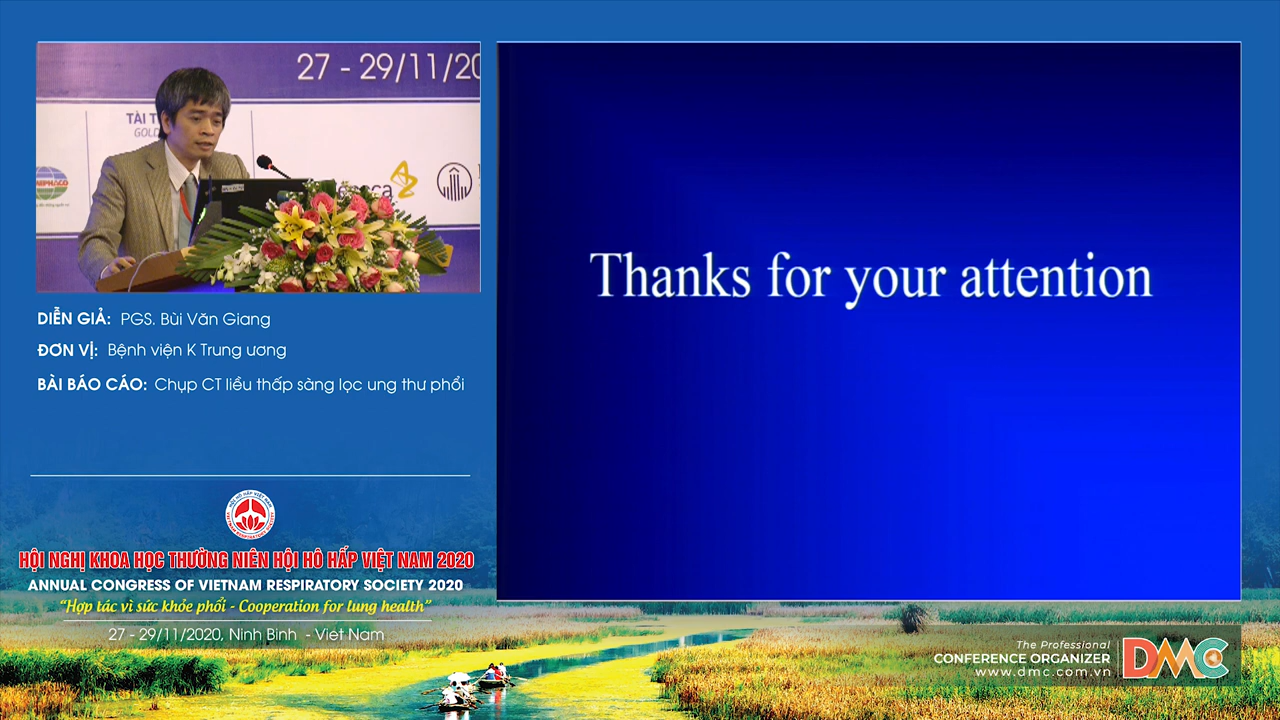 27 - 29/11/20
TÀI T
GOLD
DIỄN GIẢ: PGS. Bùi Văn Giang
ĐƠN VỊ: Bệnh viện K Trung ương
BÀI BÁO CÁO: Chụp CT liều thấp sàng lọc ung thư phổi
Thanks for your attention
HỘI NGHỊ KHOA HỌC THƯỜNG NIÊN HỘI HÔ HẤP VIỆT NAM 2020
ANNUAL CONGRESS OF VIETNAM RESPIRATORY SOCIETY 2020
“Hợp tác vì sức khỏe phổi - Cooperation for lung health”
27 - 29/11/2020, Ninh Binh - Viet Nam
The Professional
CONFERENCE ORGANIZER
www.dmc.com.vn
DMC